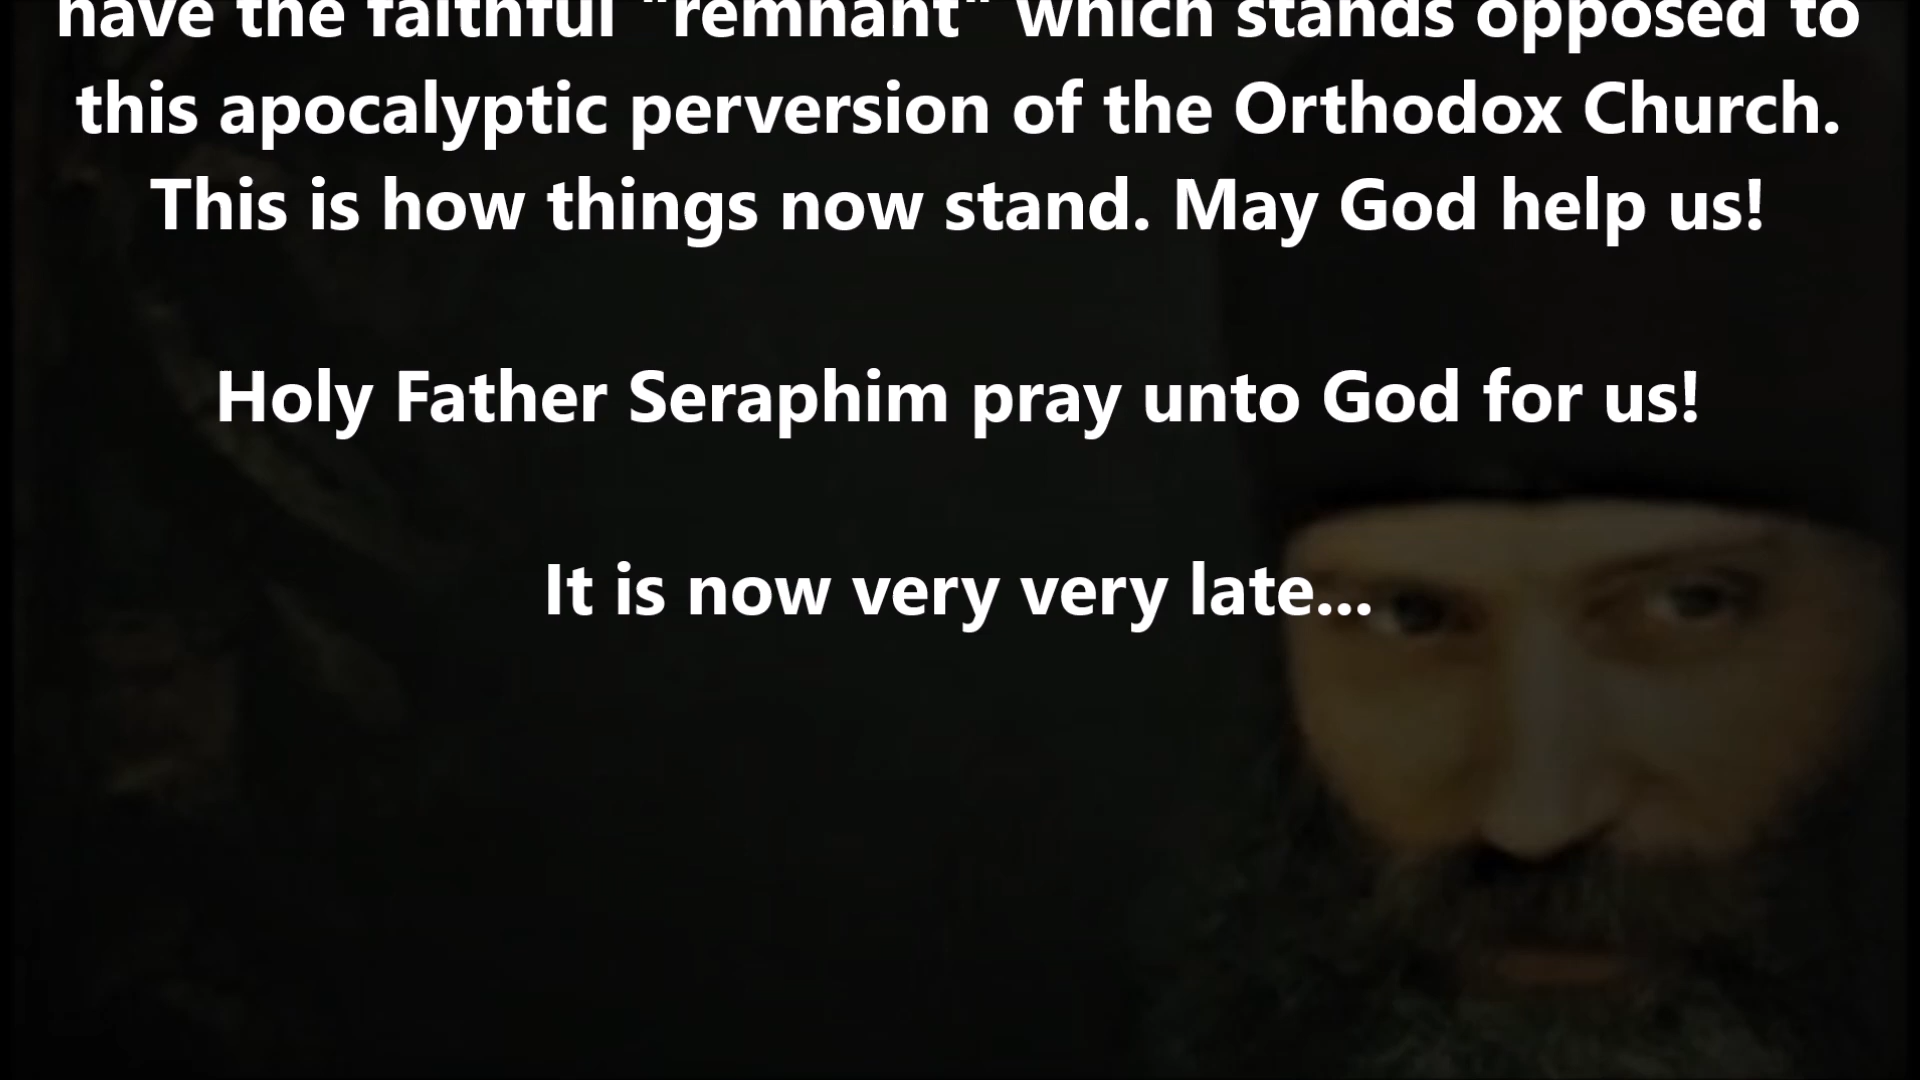 have the faithful "remnant" which stands opposed to
this apocalyptic perversion of the Orthodox Church.
This is how things now stand. May God help us!
Holy Father Seraphim pray unto God for us!
It is now very very late...